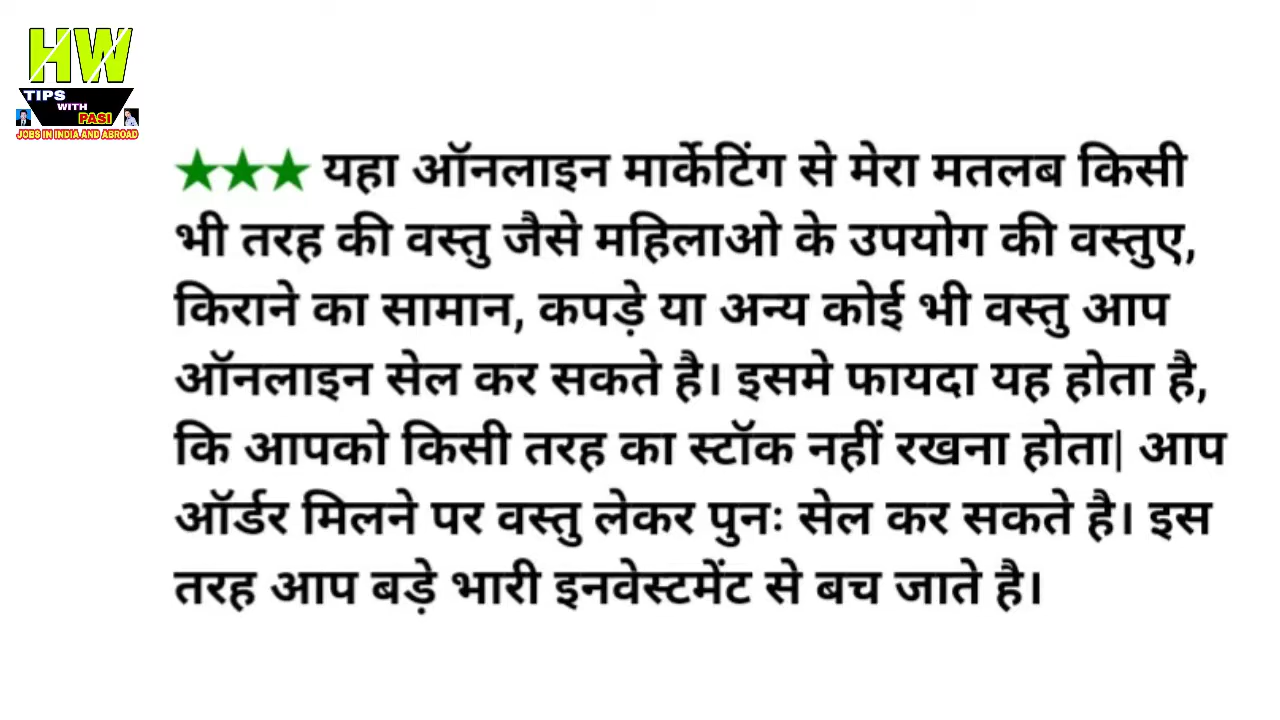 HW
TIPS
WITH
PASI
JOBS IN INDIA AND ABROAD
★★★ यहा ऑनलाइन मार्केटिंग से मेरा मतलब किसी
भी तरह की वस्तु जैसे महिलाओ के उपयोग की वस्तुए,
किराने का सामान, कपड़े या अन्य कोई भी वस्तु आप
ऑनलाइन सेल कर सकते है। इसमे फायदा यह होता है,
कि आपको किसी तरह का स्टॉक नहीं रखना होता| आप
ऑर्डर मिलने पर वस्तु लेकर पुनः सेल कर सकते है। इस
तरह आप बड़े भारी इनवेस्टमेंट से बच जाते है।